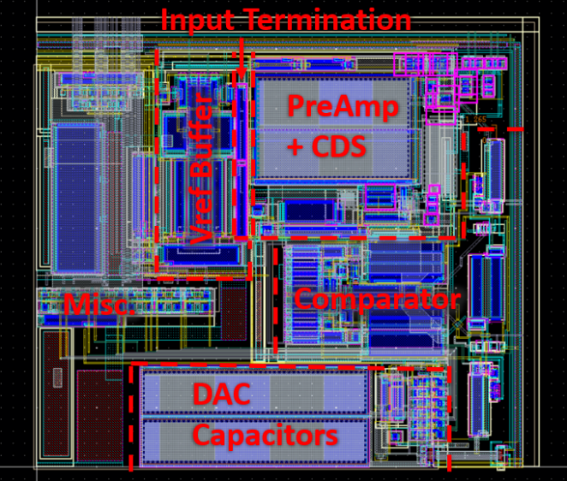 Input Termination
Vref Buffer
PreAmp
+ CDS
Misc.
Comparator
DAC
Capacitors